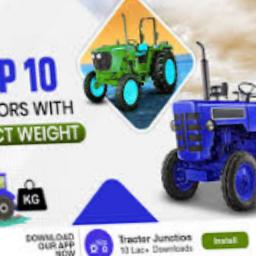 P 10
ORS WITH
CT WEIGHT
KG
DOWNLOAD
OUR APP
NOW
Tractor Junction
10 Lac+ Downloads
Install